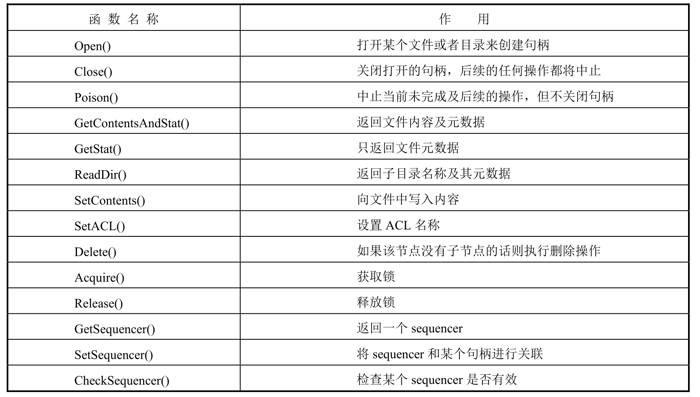 函 数 名 称 作 用
Open() 打开某个文件或者目录来创建句柄
Close() 关闭打开的句柄，后续的任何操作都将中止
Poison() 中止当前未完成及后续的操作，但不关闭句柄
GetContentsAndStat() 返回文件内容及元数据
GetStat() 只返回文件元数据
ReadDir() 返回子目录名称及其元数据
SetContents() 向文件中写入内容
SetACL() 设置 ACL 名称
Delete() 如果该节点没有子节点的话则执行删除操作
Acquire() 获取锁
Release() 释放锁
GetSequencer() 返回一个 sequencer
SetSequencer() 将 sequencer 和某个句柄进行关联
CheckSequencer() 检查某个 sequencer 是否有效